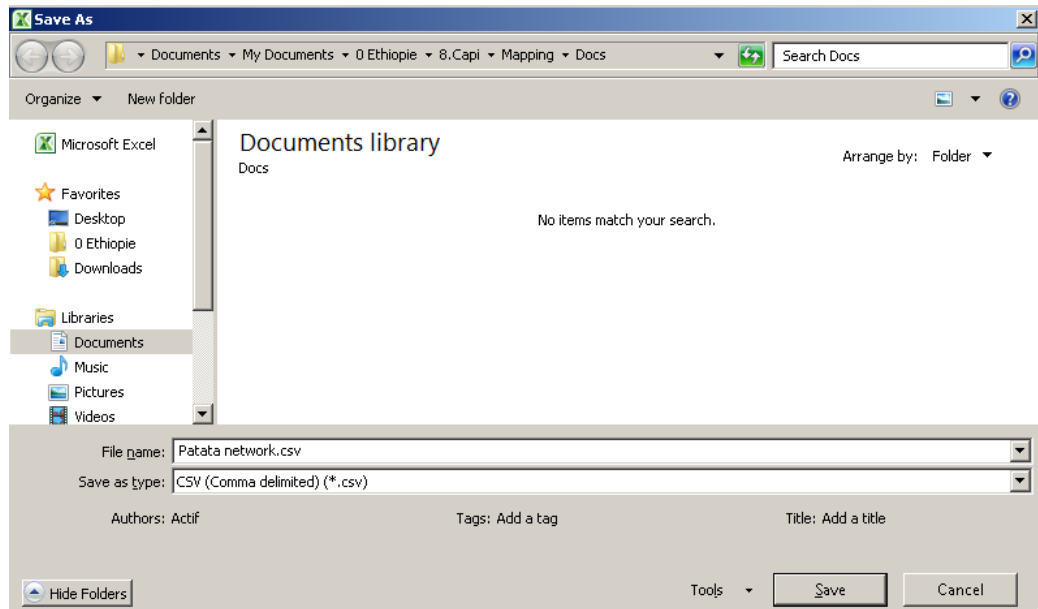 Save As
Documents My Documents 0 Ethiopie 8.Capi Mapping Docs
Search Docs
Organize New folder
Microsoft Excel
Favorites
Desktop
0 Ethiopie
Downloads
Libraries
Documents
Music
Pictures
Videos
Documents library
Docs
Arrange by: Folder
No items match your search.
File name: Patata network.csv
Save as type: CSV (Comma delimited) (*.csv)
Authors: Actif Tags: Add a tag Title: Add a title
Hide Folders Tools Save Cancel